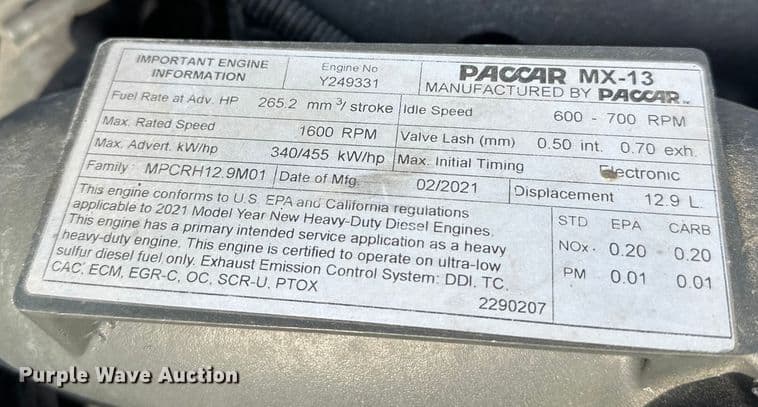 IMPORTANT ENGINE INFORMATION
Engine No
Y249331
PACCAR MX-13
MANUFACTURED BY PACCAR
Fuel Rate at Adv. HP 265.2 mm ³/ stroke
Idle Speed 600 - 700 RPM
Max. Rated Speed 1600 RPM
Valve Lash (mm) 0.50 int. 0.70 exh.
Max. Advert. kW/hp 340/455 kW/hp
Max. Initial Timing Electronic
Family MPCRH12.9M01
Date of Mfg. 02/2021
Displacement 12.9 L
This engine conforms to U.S. EPA and California regulations
applicable to 2021 Model Year New Heavy-Duty Diesel Engines.
This engine has a primary intended service application as a heavy
heavy-duty engine. This engine is certified to operate on ultra-low
sulfur diesel fuel only. Exhaust Emission Control System: DDI, TC,
CAC, ECM, EGR-C, OC, SCR-U, PTOX
2290207
STD EPA CARB
NOx. 0.20 0.20
PM 0.01 0.01
Purple Wave Auction